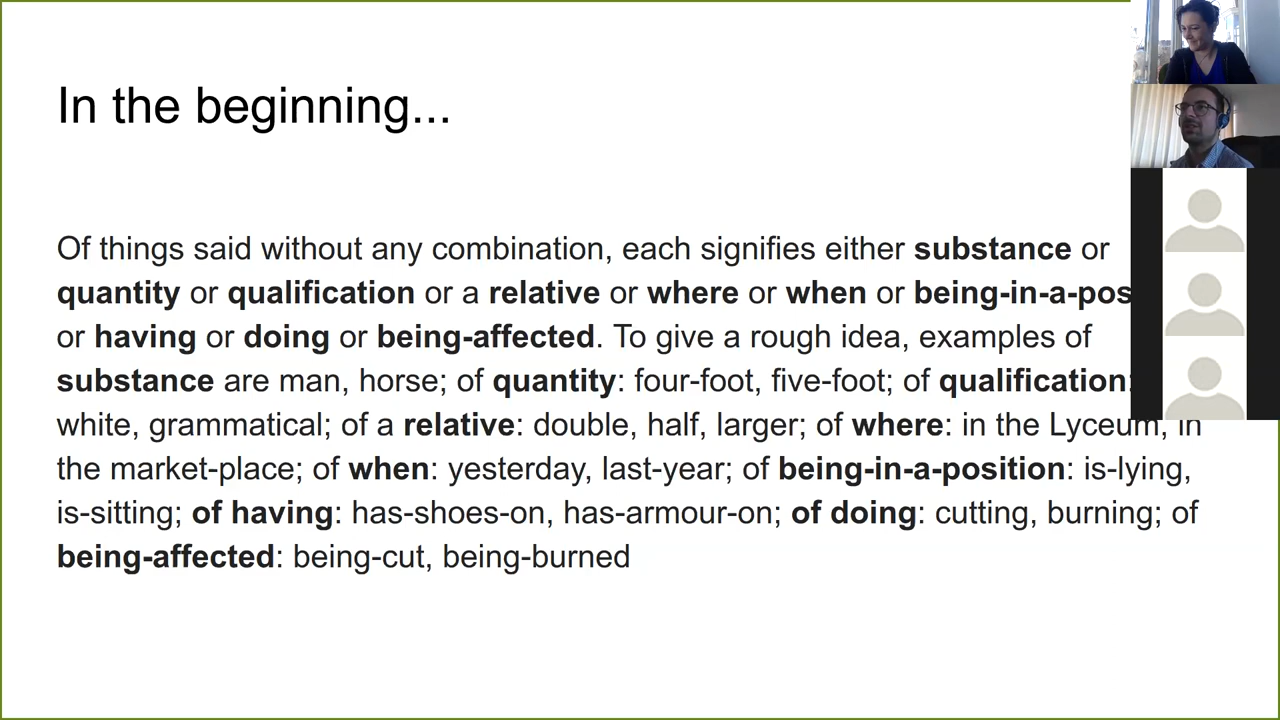 In the beginning...
Of things said without any combination, each signifies either substance or
quantity or qualification or a relative or where or when or being-in-a-pos
or having or doing or being-affected. To give a rough idea, examples of
substance are man, horse; of quantity: four-foot, five-foot; of qualification:
white, grammatical; of a relative: double, half, larger; of where: in the Lyceum, in
the market-place; of when: yesterday, last-year; of being-in-a-position: is-lying,
is-sitting; of having: has-shoes-on, has-armour-on; of doing: cutting, burning; of
being-affected: being-cut, being-burned